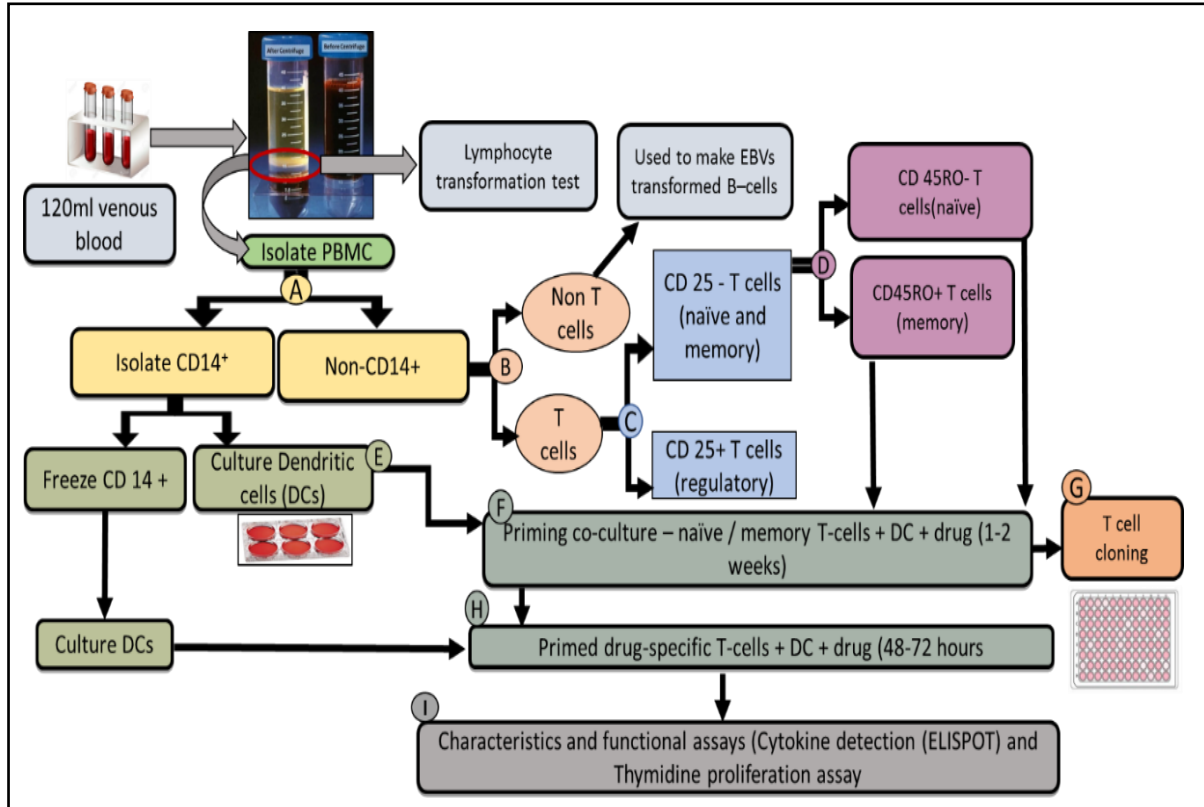 After Centrifuge
Before Centrifuge
120ml venous
blood
Lymphocyte
transformation test
Used to make EBVs
transformed B–cells
CD 45RO- T
cells(naïve)
Isolate PBMC
A
Isolate CD14⁺
Non-CD14+
B
Non T
cells
T
cells
C
CD 25 - T cells
(naïve and
memory)
CD 25+ T cells
(regulatory)
D
CD45RO+ T cells
(memory)
Freeze CD 14 +
Culture Dendritic
cells (DCs)
E
F
Priming co-culture – naïve / memory T-cells + DC + drug (1-2
weeks)
G
T cell
cloning
Culture DCs
H
Primed drug-specific T-cells + DC + drug (48-72 hours
I
Characteristics and functional assays (Cytokine detection (ELISPOT) and
Thymidine proliferation assay